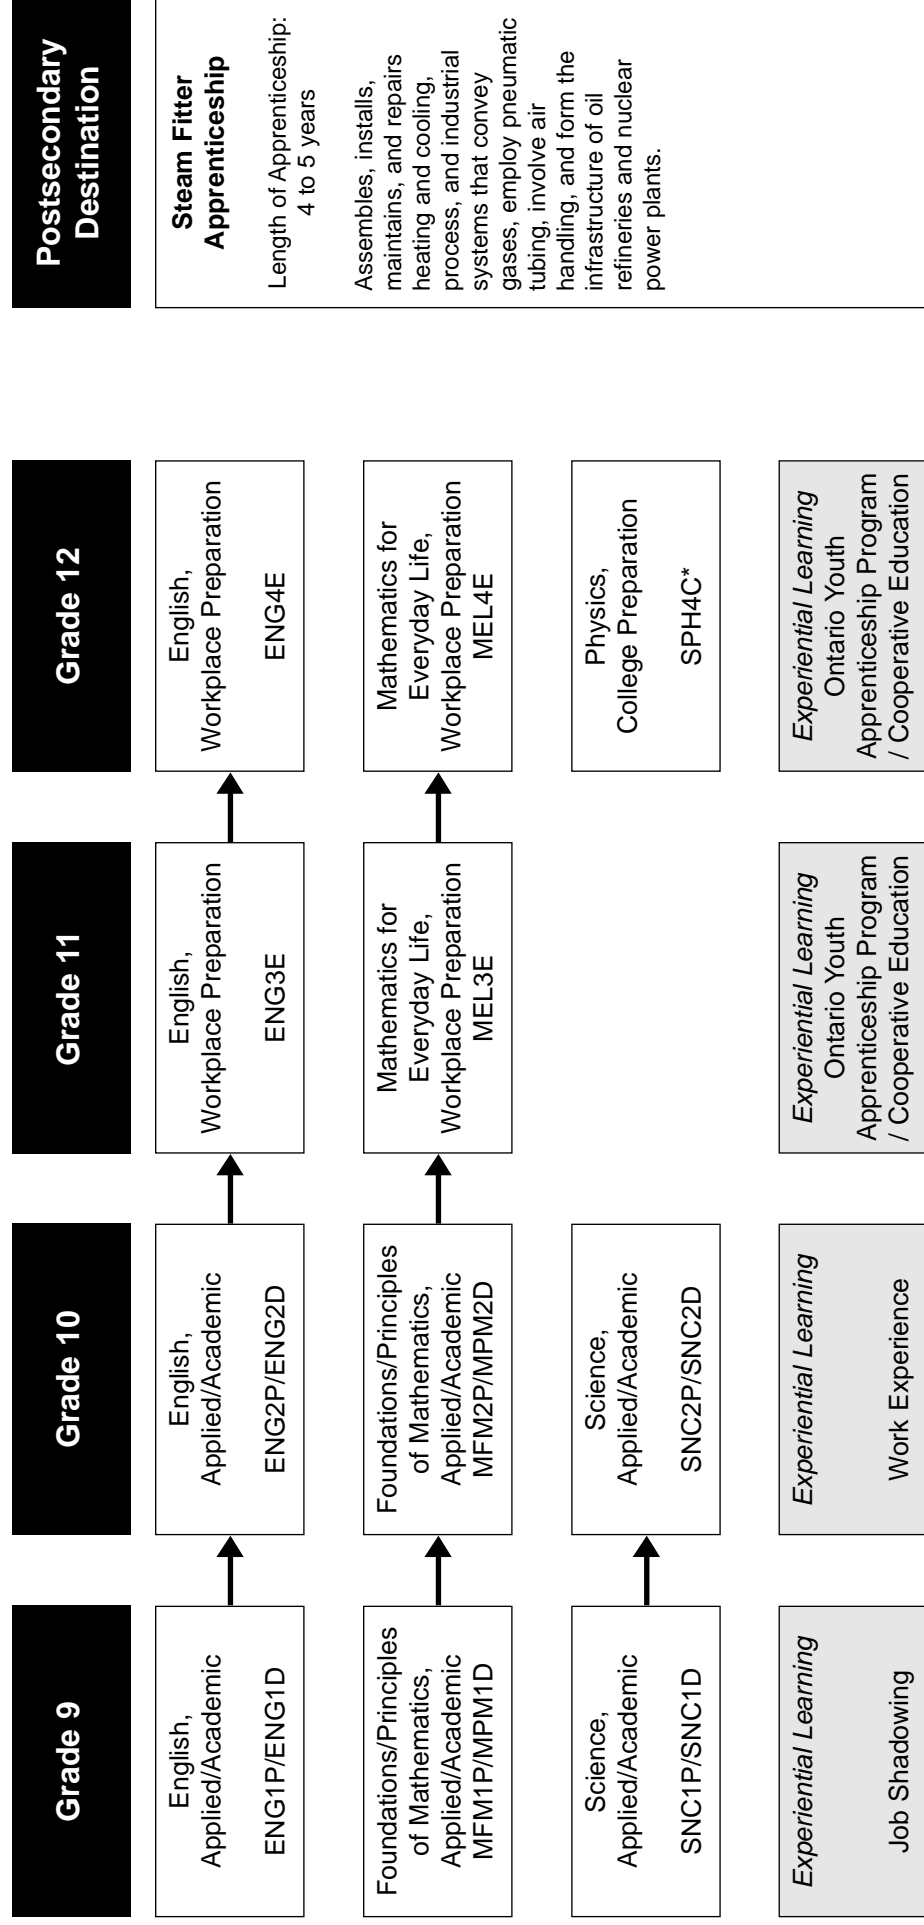 Grade 9
Grade 10
Grade 11
Grade 12
Postsecondary
Destination
English,
Applied/Academic
ENG1P/ENG1D
English,
Applied/Academic
ENG2P/ENG2D
English,
Workplace Preparation
ENG3E
English,
Workplace Preparation
ENG4E
Steam Fitter
Apprenticeship
Length of Apprenticeship:
4 to 5 years
Assembles, installs,
maintains, and repairs
heating and cooling,
process, and industrial
systems that convey
gases, employ pneumatic
tubing, involve air
handling, and form the
infrastructure of oil
refineries and nuclear
power plants.
Foundations/Principles
of Mathematics,
Applied/Academic
MFM1P/MPM1D
Foundations/Principles
of Mathematics,
Applied/Academic
MFM2P/MPM2D
Mathematics for
Everyday Life,
Workplace Preparation
MEL3E
Mathematics for
Everyday Life,
Workplace Preparation
MEL4E
Science,
Applied/Academic
SNC1P/SNC1D
Science,
Applied/Academic
SNC2P/SNC2D
Physics,
College Preparation
SPH4C*
Experiential Learning
Job Shadowing
Experiential Learning
Work Experience
Experiential Learning
Ontario Youth
Apprenticeship Program
/ Cooperative Education
Experiential Learning
Ontario Youth
Apprenticeship Program
/ Cooperative Education